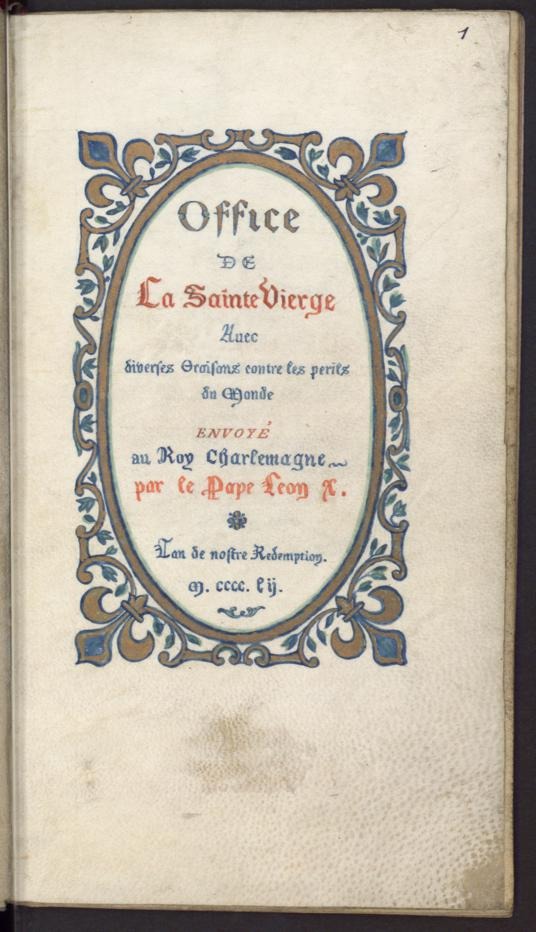 1
Office
DE
La Sainte Vierge
Auec
diverses Oraisons contre les perils
du Monde
ENVOYÉ
au Roy Charlemagne
par le Pape Leon X.
Lan de nostre Redemption.
M. cccc. lij.